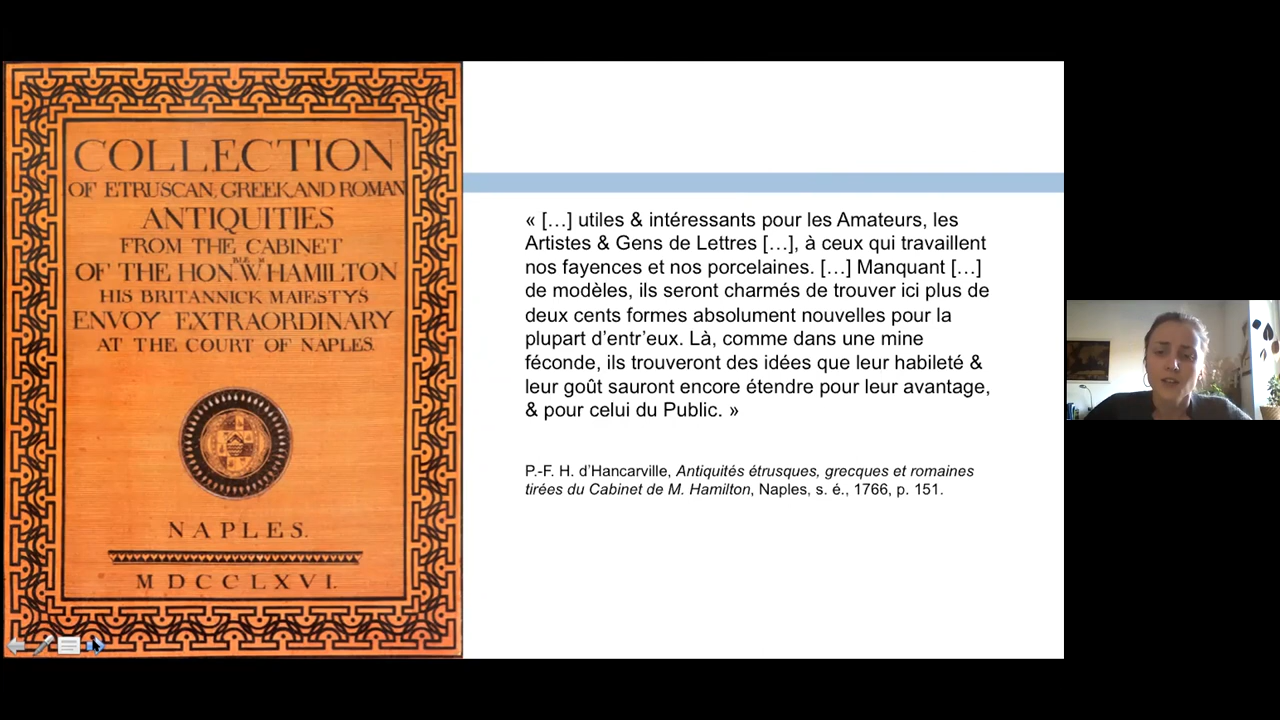 COLLECTION
OF ETRUSCAN, GREEK, AND ROMAN
ANTIQUITIES
FROM THE CABINET
OF THE HON.BLE W.M HAMILTON
HIS BRITANNICK MAIESTY'S
ENVOY EXTRAORDINARY
AT THE COURT OF NAPLES.
NAPLES.
MDCCLXVI.
« […] utiles & intéressants pour les Amateurs, les
Artistes & Gens de Lettres […], à ceux qui travaillent
nos fayences et nos porcelaines. […] Manquant […]
de modèles, ils seront charmés de trouver ici plus de
deux cents formes absolument nouvelles pour la
plupart d'entr'eux. Là, comme dans une mine
féconde, ils trouveront des idées que leur habileté &
leur goût sauront encore étendre pour leur avantage,
& pour celui du Public. »
P.-F. H. d'Hancarville, Antiquités étrusques, grecques et romaines
tirées du Cabinet de M. Hamilton, Naples, s. é., 1766, p. 151.